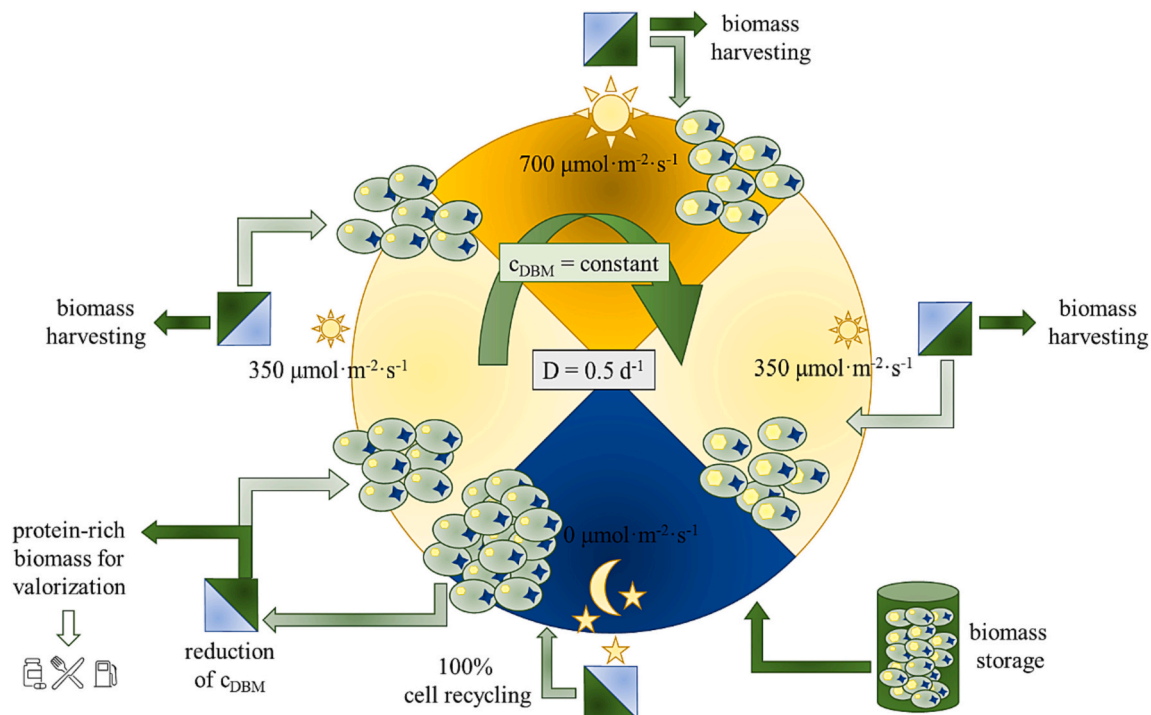 biomass
harvesting
700 μmol·m⁻²·s⁻¹
c_DBM = constant
biomass
harvesting
350 μmol·m⁻²·s⁻¹
D = 0.5 d⁻¹
350 μmol·m⁻²·s⁻¹
biomass
harvesting
protein-rich
biomass for
valorization
0 μmol·m⁻²·s⁻¹
reduction
of c_DBM
100%
cell recycling
biomass
storage